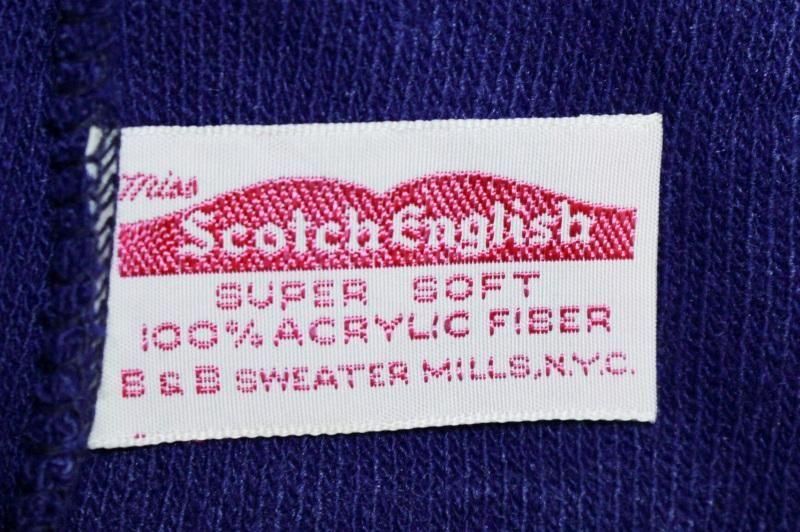 Miss
Scotch English
SUPER SOFT
100% ACRYLIC FIBER
B & B SWEATER MILLS, N.Y.C.